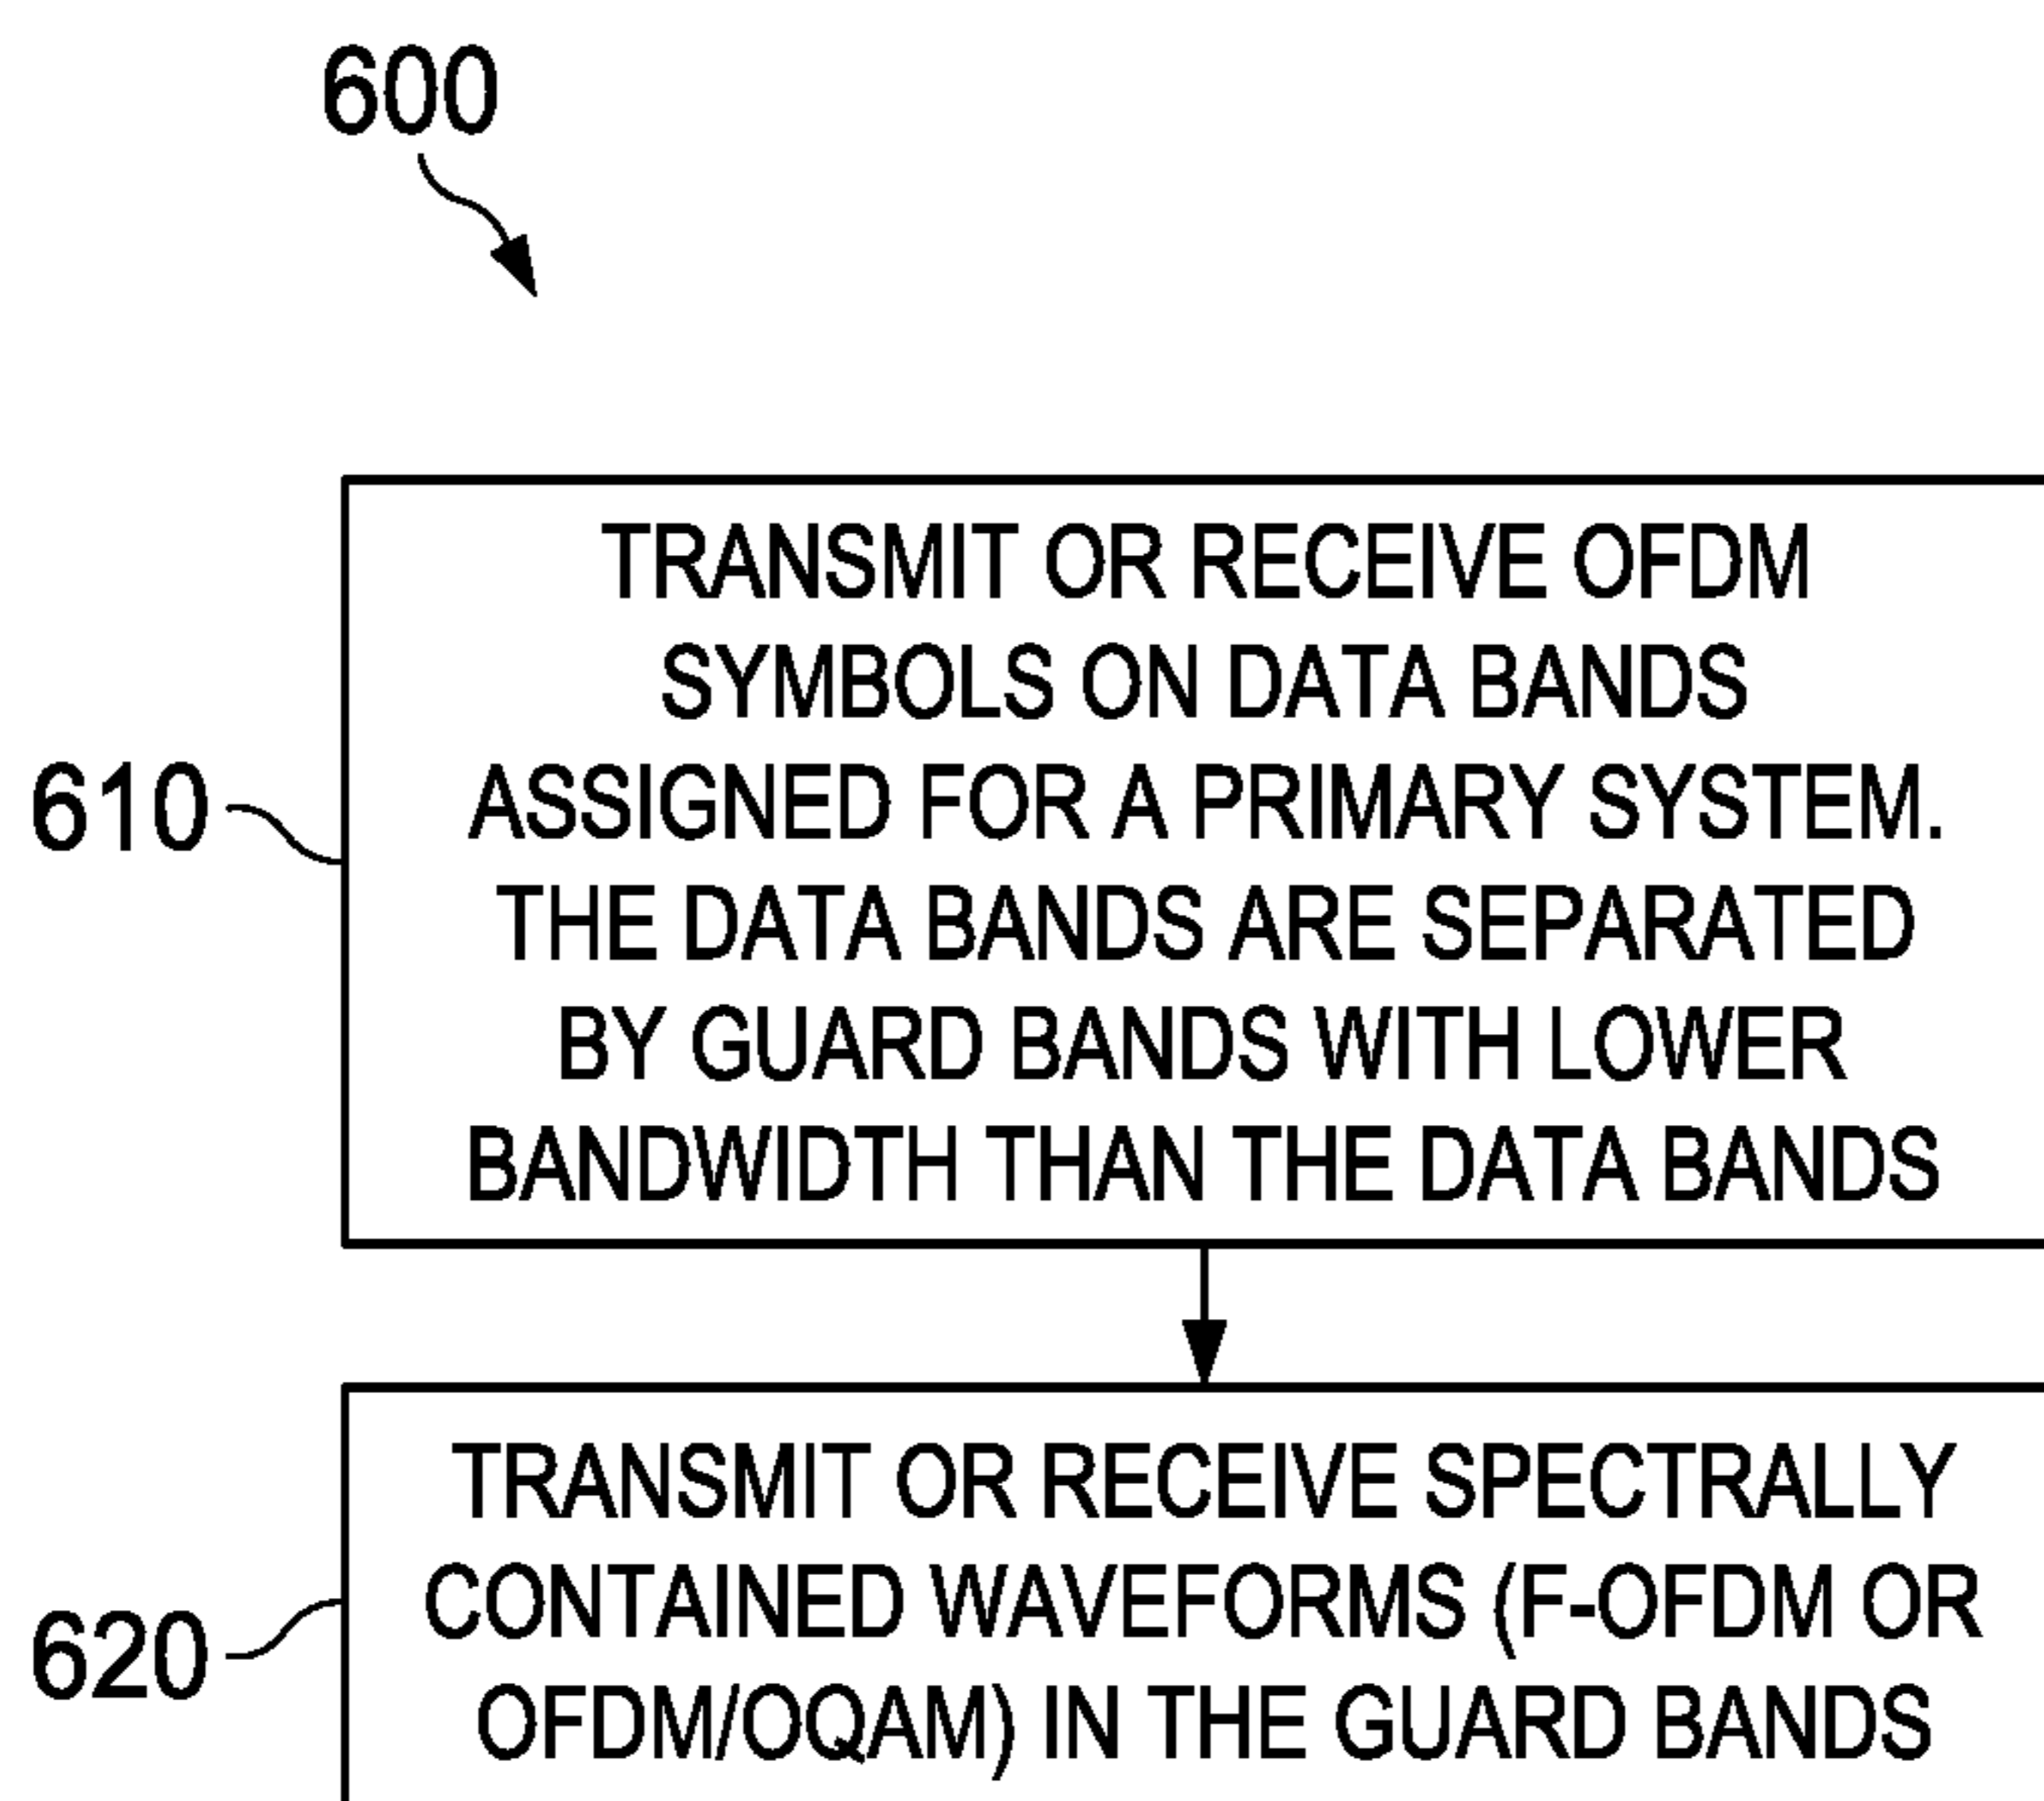 600
610
TRANSMIT OR RECEIVE OFDM
SYMBOLS ON DATA BANDS
ASSIGNED FOR A PRIMARY SYSTEM.
THE DATA BANDS ARE SEPARATED
BY GUARD BANDS WITH LOWER
BANDWIDTH THAN THE DATA BANDS
620
TRANSMIT OR RECEIVE SPECTRALLY
CONTAINED WAVEFORMS (F-OFDM OR
OFDM/OQAM) IN THE GUARD BANDS